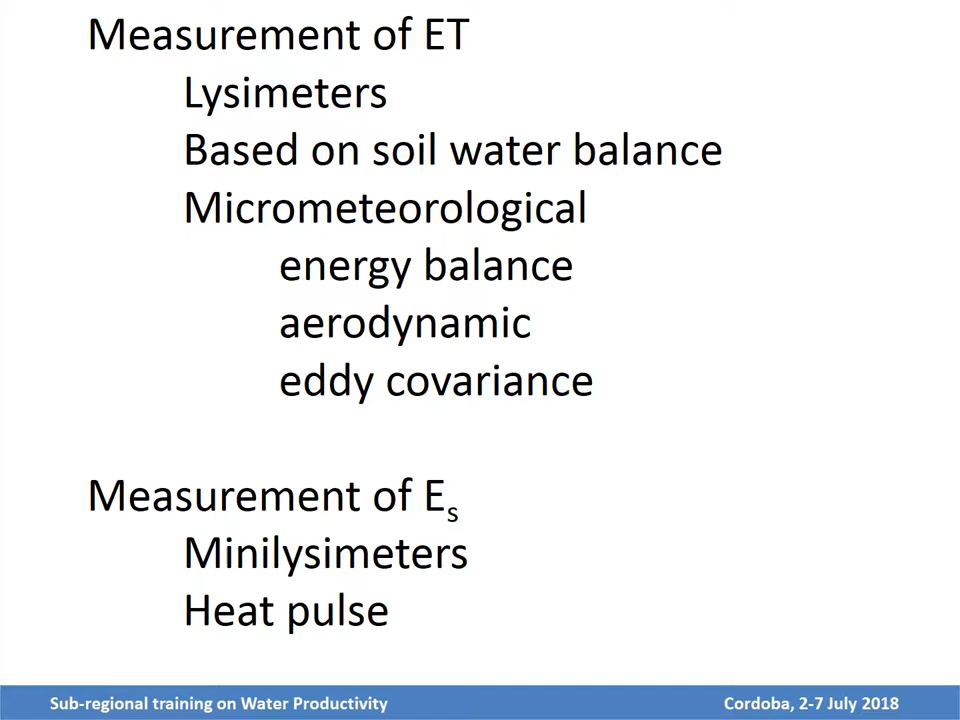 Measurement of ET
Lysimeters
Based on soil water balance
Micrometeorological
energy balance
aerodynamic
eddy covariance
Measurement of Es
Minilysimeters
Heat pulse
Sub-regional training on Water Productivity
Cordoba, 2-7 July 2018